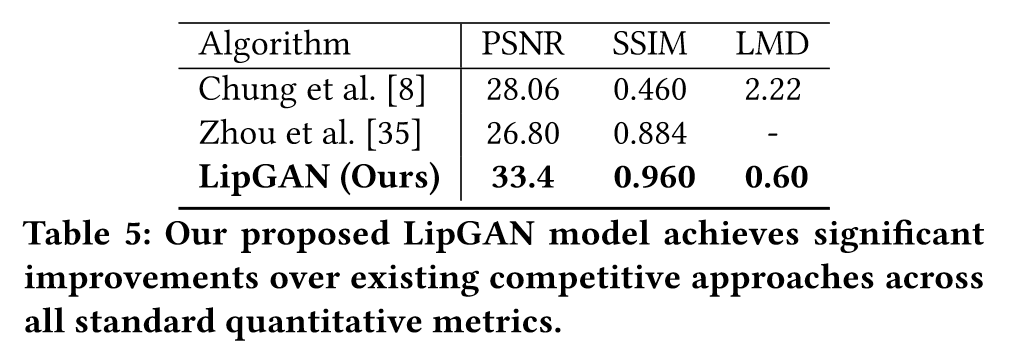 Algorithm PSNR SSIM LMD
Chung et al. [8] 28.06 0.460 2.22
Zhou et al. [35] 26.80 0.884 -
LipGAN (Ours) 33.4 0.960 0.60
Table 5: Our proposed LipGAN model achieves significant
improvements over existing competitive approaches across
all standard quantitative metrics.